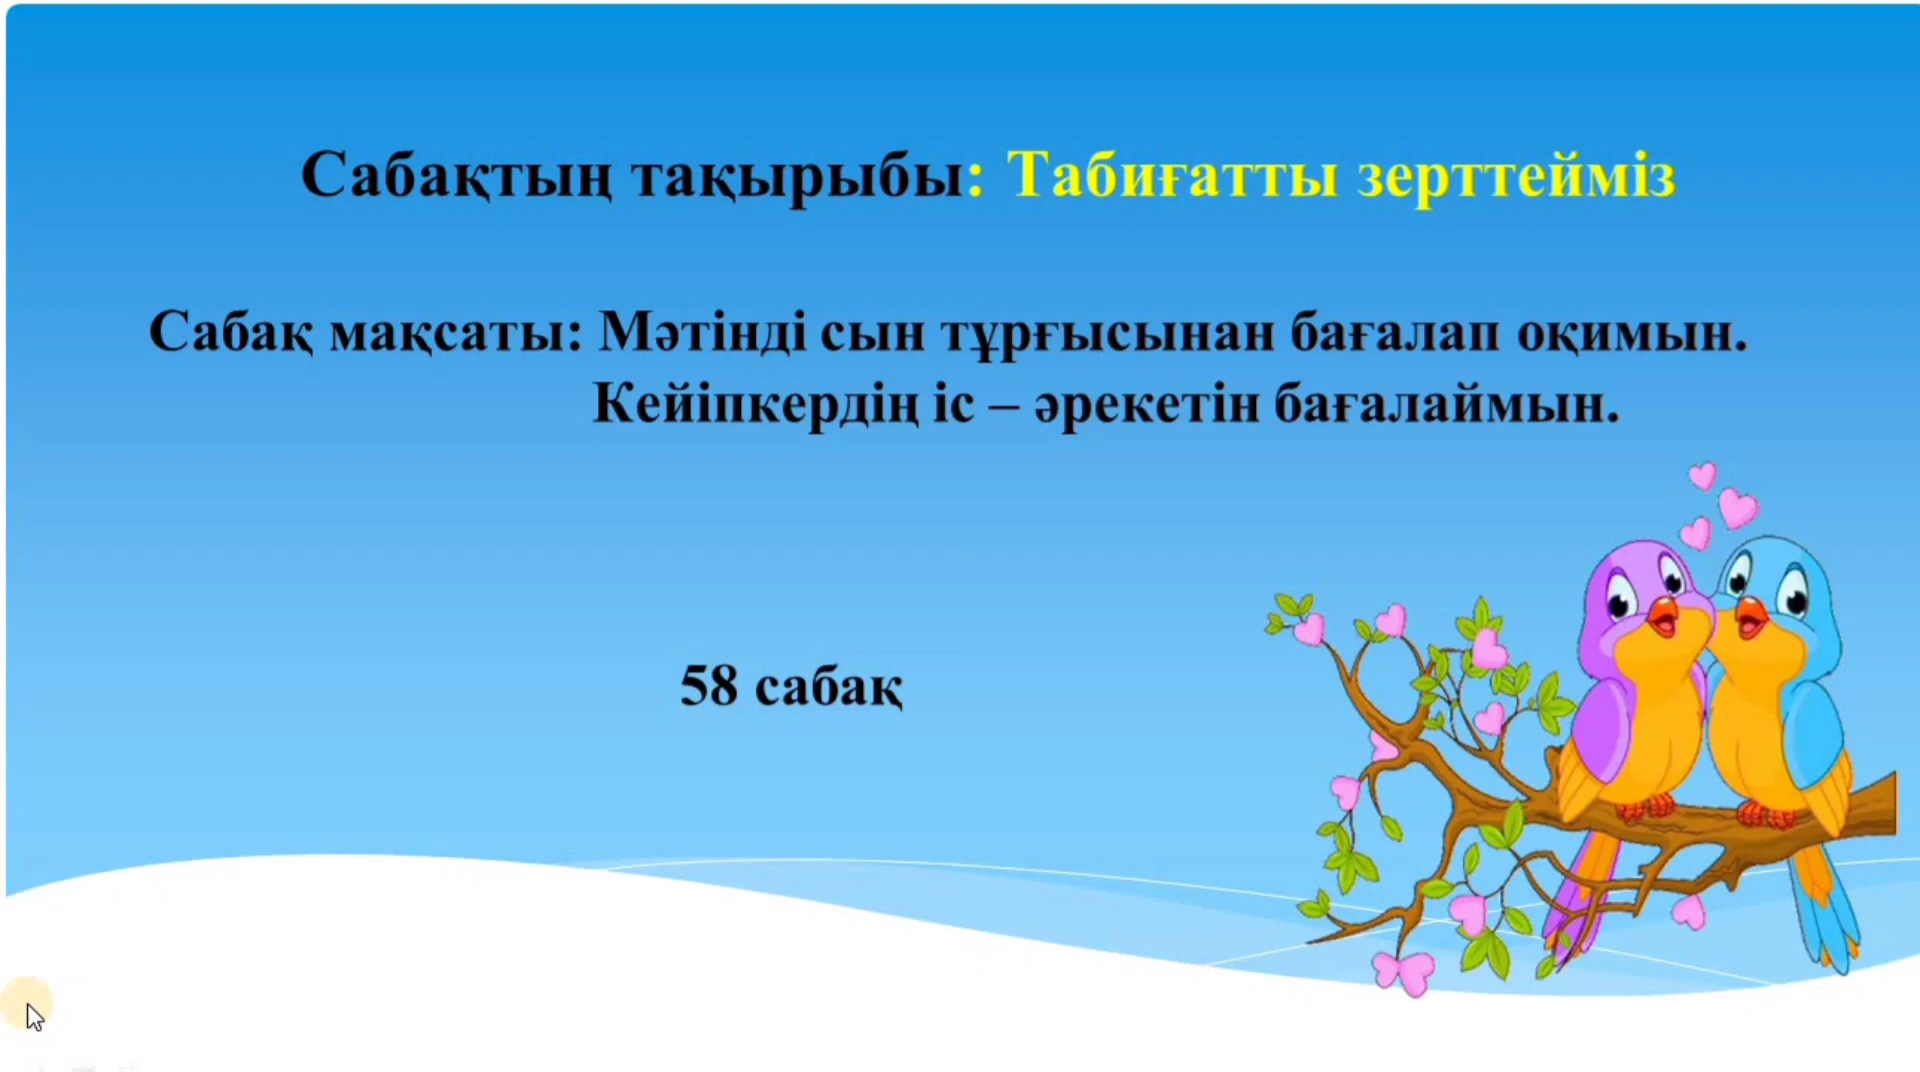 Сабақтың тақырыбы: Табиғатты зерттейміз
Сабақ мақсаты: Мәтінді сын тұрғысынан бағалап оқимын.
Кейіпкердің іс – әрекетін бағалаймын.
58 сабақ